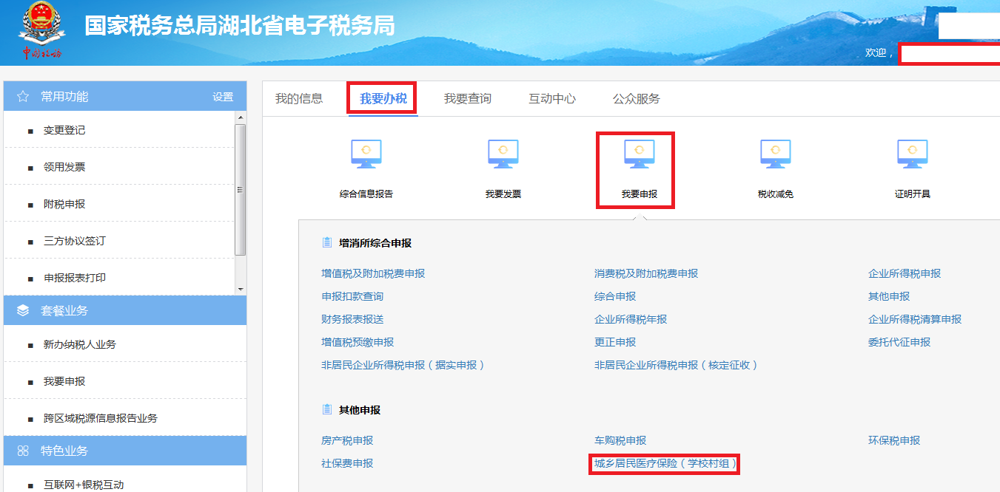 国家税务总局湖北省电子税务局
中国税务
欢迎，
常用功能 设置
变更登记
领用发票
附税申报
三方协议签订
申报报表打印
套餐业务
新办纳税人业务
我要申报
跨区域税源信息报告业务
特色业务
互联网+银税互动
我的信息 我要办税 我要查询 互动中心 公众服务
综合信息报告 我要发票 我要申报 税收减免 证明开具
增消所综合申报
增值税及附加税费申报 消费税及附加税费申报 企业所得税申报
申报扣款查询 综合申报 其他申报
财务报表报送 企业所得税年报 企业所得税清算申报
增值税预缴申报 更正申报 委托代征申报
非居民企业所得税申报（据实申报） 非居民企业所得税申报（核定征收）
其他申报
房产税申报 车购税申报 环保税申报
社保费申报 城乡居民医疗保险（学校村组）